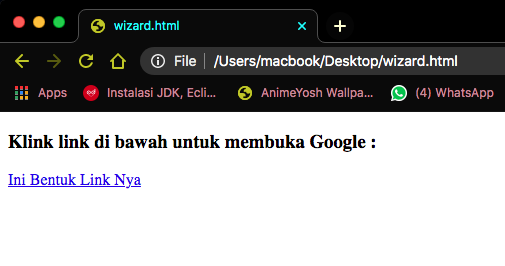 wizard.html
File /Users/macbook/Desktop/wizard.html
Apps Instalasi JDK, Ecli... AnimeYosh Wallpa... (4) WhatsApp
Klink link di bawah untuk membuka Google :
Ini Bentuk Link Nya